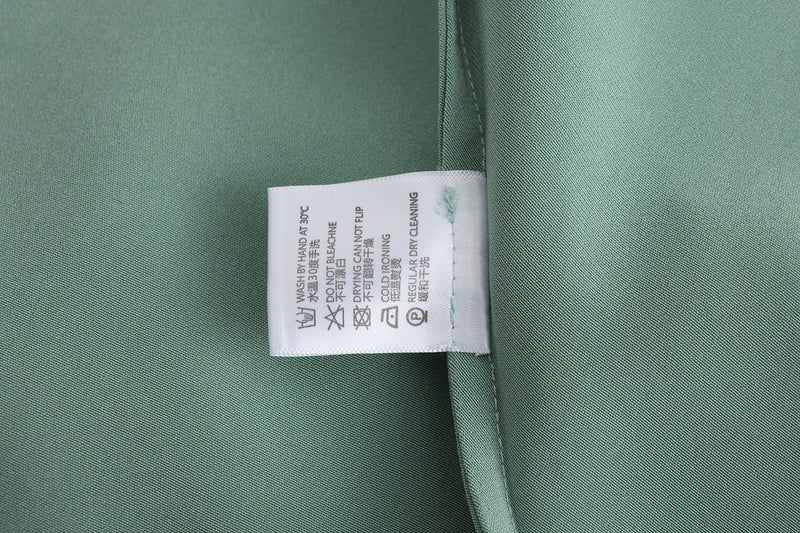 WASH BY HAND AT 30℃
水温30度手洗
DO NOT BLEACHNE
不可漂白
DRYING CAN NOT FLIP
不可翻转干燥
COLD IRONING
低温熨烫
REGULAR DRY CLEANING
缓和干洗
P